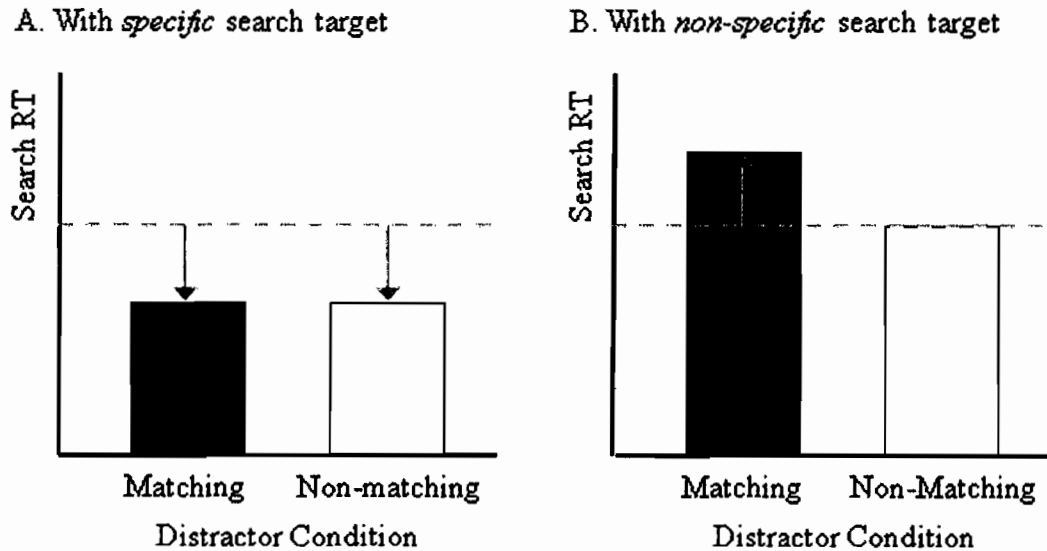 A. With specific search target
Search RT
Matching Non-matching
Distractor Condition
B. With non-specific search target
Search RT
Matching Non-Matching
Distractor Condition